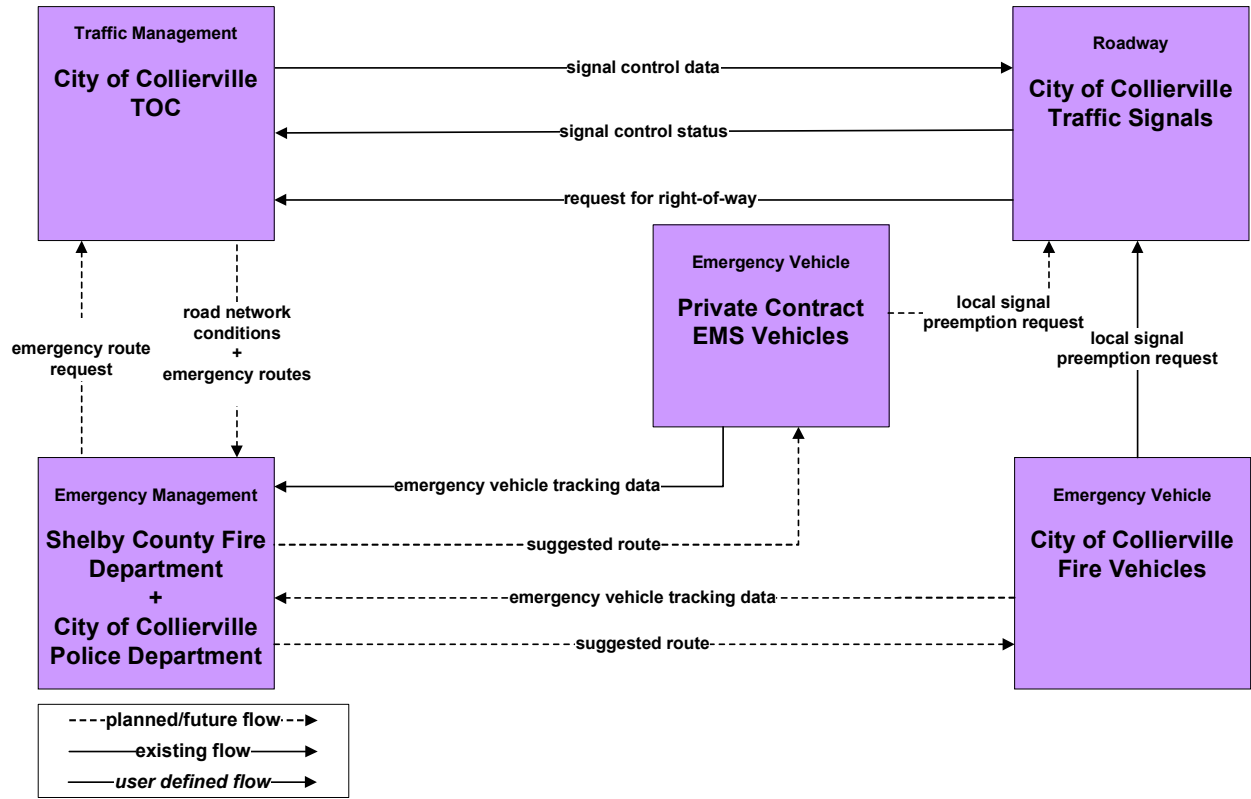 Traffic Management
City of Collierville
TOC
Roadway
City of Collierville
Traffic Signals
signal control data
signal control status
request for right-of-way
Emergency Vehicle
Private Contract
EMS Vehicles
local signal
preemption request
local signal
preemption request
emergency route
request
road network
conditions
+
emergency routes
Emergency Management
Shelby County Fire
Department
+
City of Collierville
Police Department
emergency vehicle tracking data
suggested route
emergency vehicle tracking data
suggested route
Emergency Vehicle
City of Collierville
Fire Vehicles
planned/future flow
existing flow
user defined flow